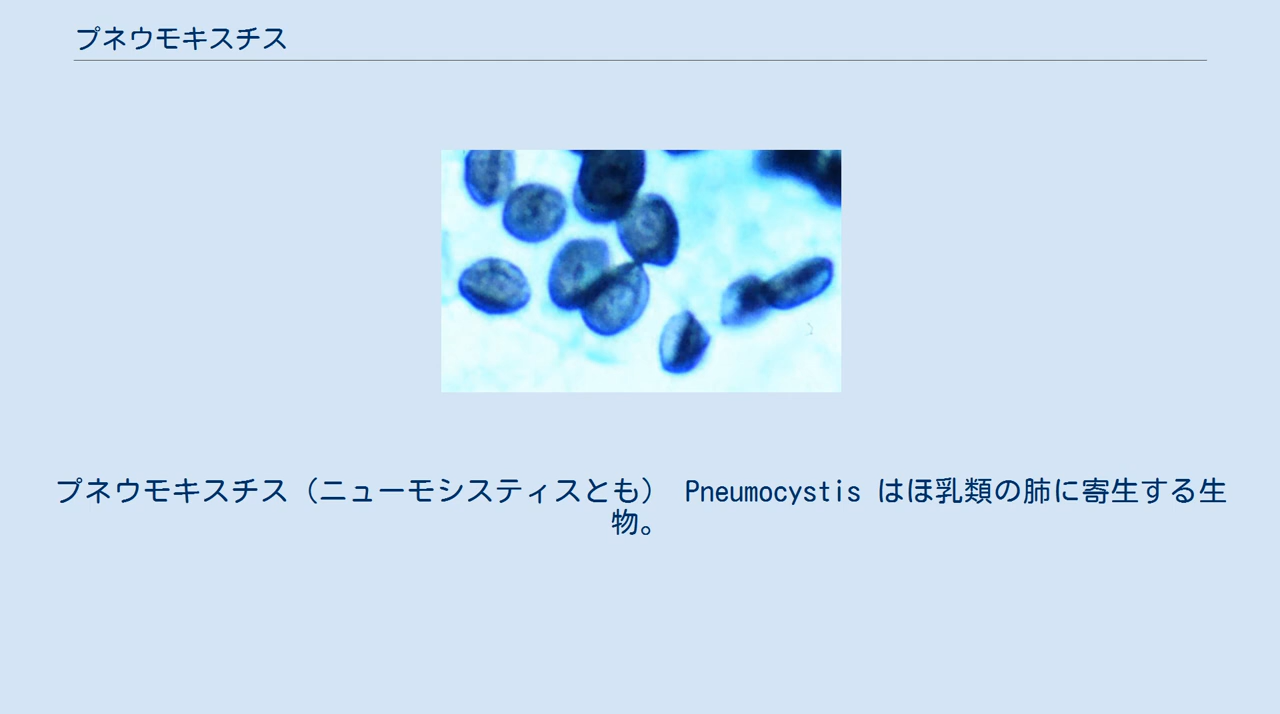 プネウモキスチス
プネウモキスチス（ニューモシスティスとも） Pneumocystis はほ乳類の肺に寄生する生
物。